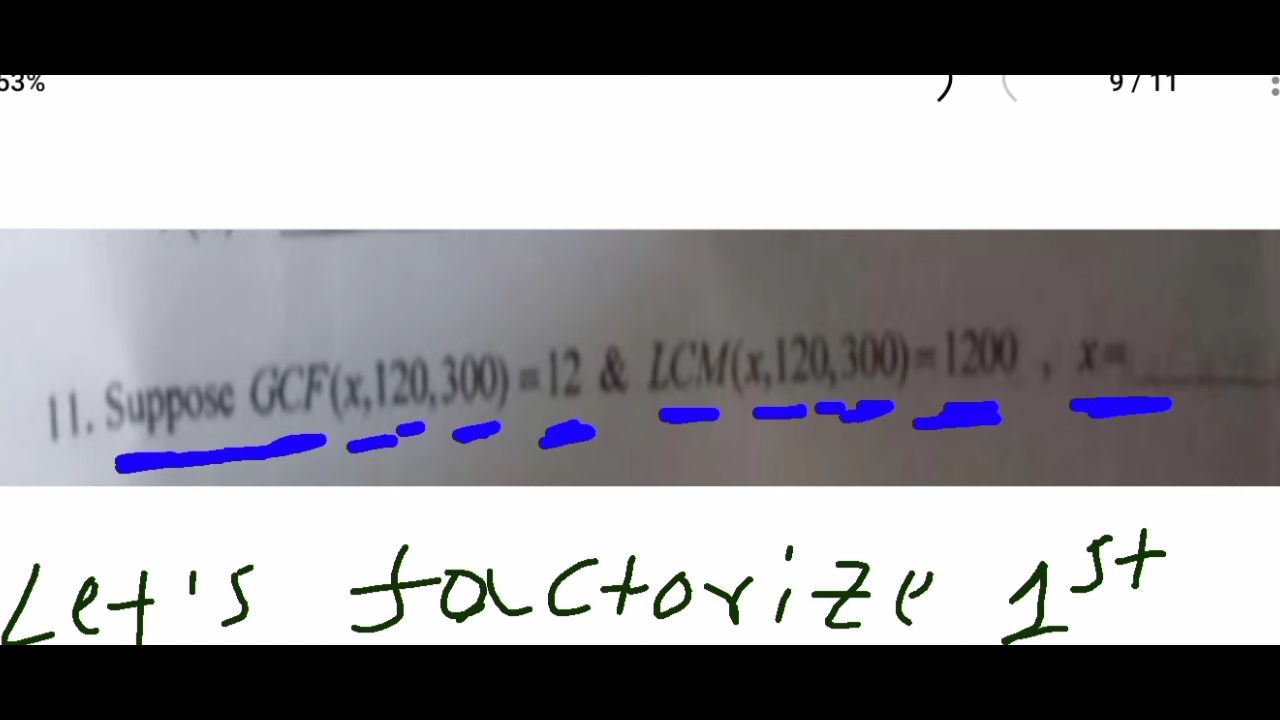 53% 9 / 11
11. Suppose GCF(x,120,300)=12 & LCM(x,120,300)=1200 , x=
Let's factorize 1st